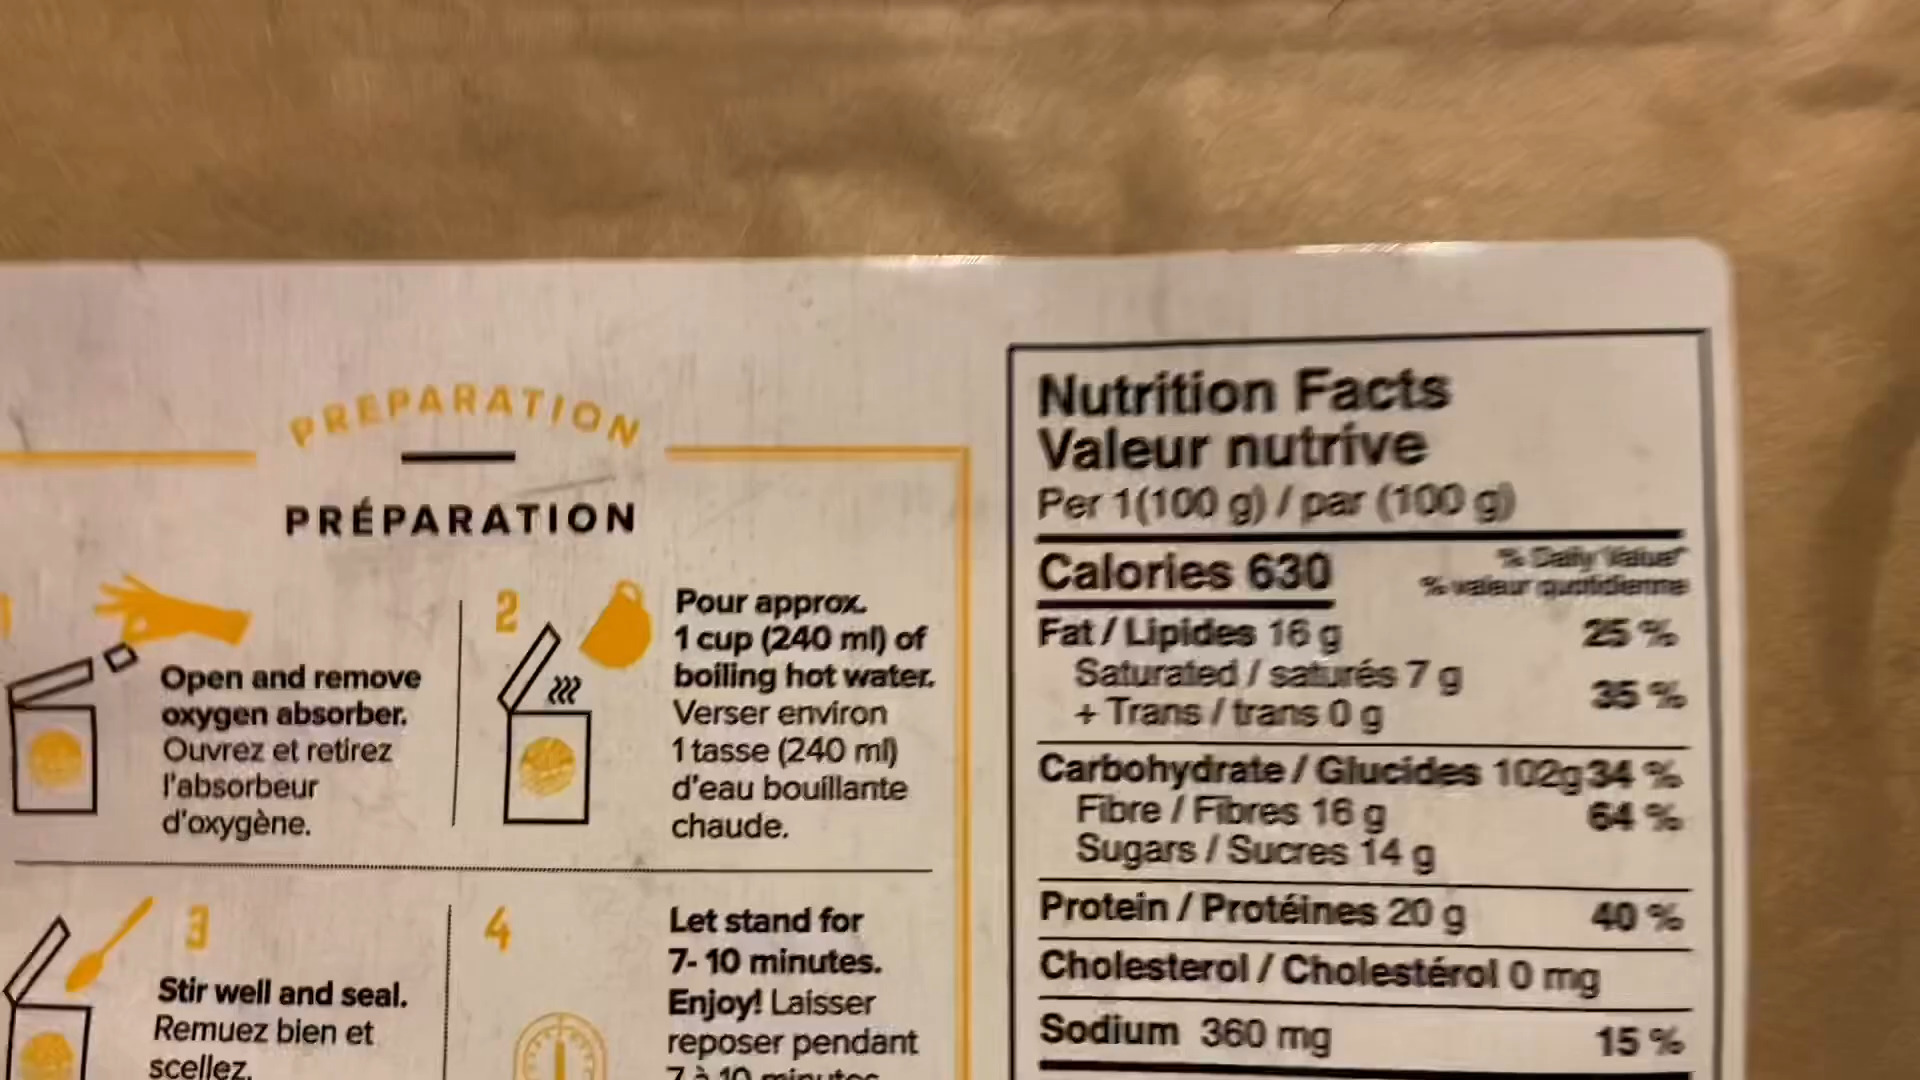 PREPARATION
PRÉPARATION
1
Open and remove
oxygen absorber.
Ouvrez et retirez
l'absorbeur
d'oxygène.
2
Pour approx.
1 cup (240 ml) of
boiling hot water.
Verser environ
1 tasse (240 ml)
d'eau bouillante
chaude.
3
Stir well and seal.
Remuez bien et
scellez.
4
Let stand for
7-10 minutes.
Enjoy! Laisser
reposer pendant
7 à 10 minutes
Nutrition Facts
Valeur nutrive
Per 1(100 g) / par (100 g)
Calories 630
% Daily Value*
% valeur quotidienne
Fat / Lipides 16 g 25 %
Saturated / saturés 7 g
+ Trans / trans 0 g 35 %
Carbohydrate / Glucides 102g 34 %
Fibre / Fibres 16 g 64 %
Sugars / Sucres 14 g
Protein / Protéines 20 g 40 %
Cholesterol / Cholestérol 0 mg
Sodium 360 mg 15 %